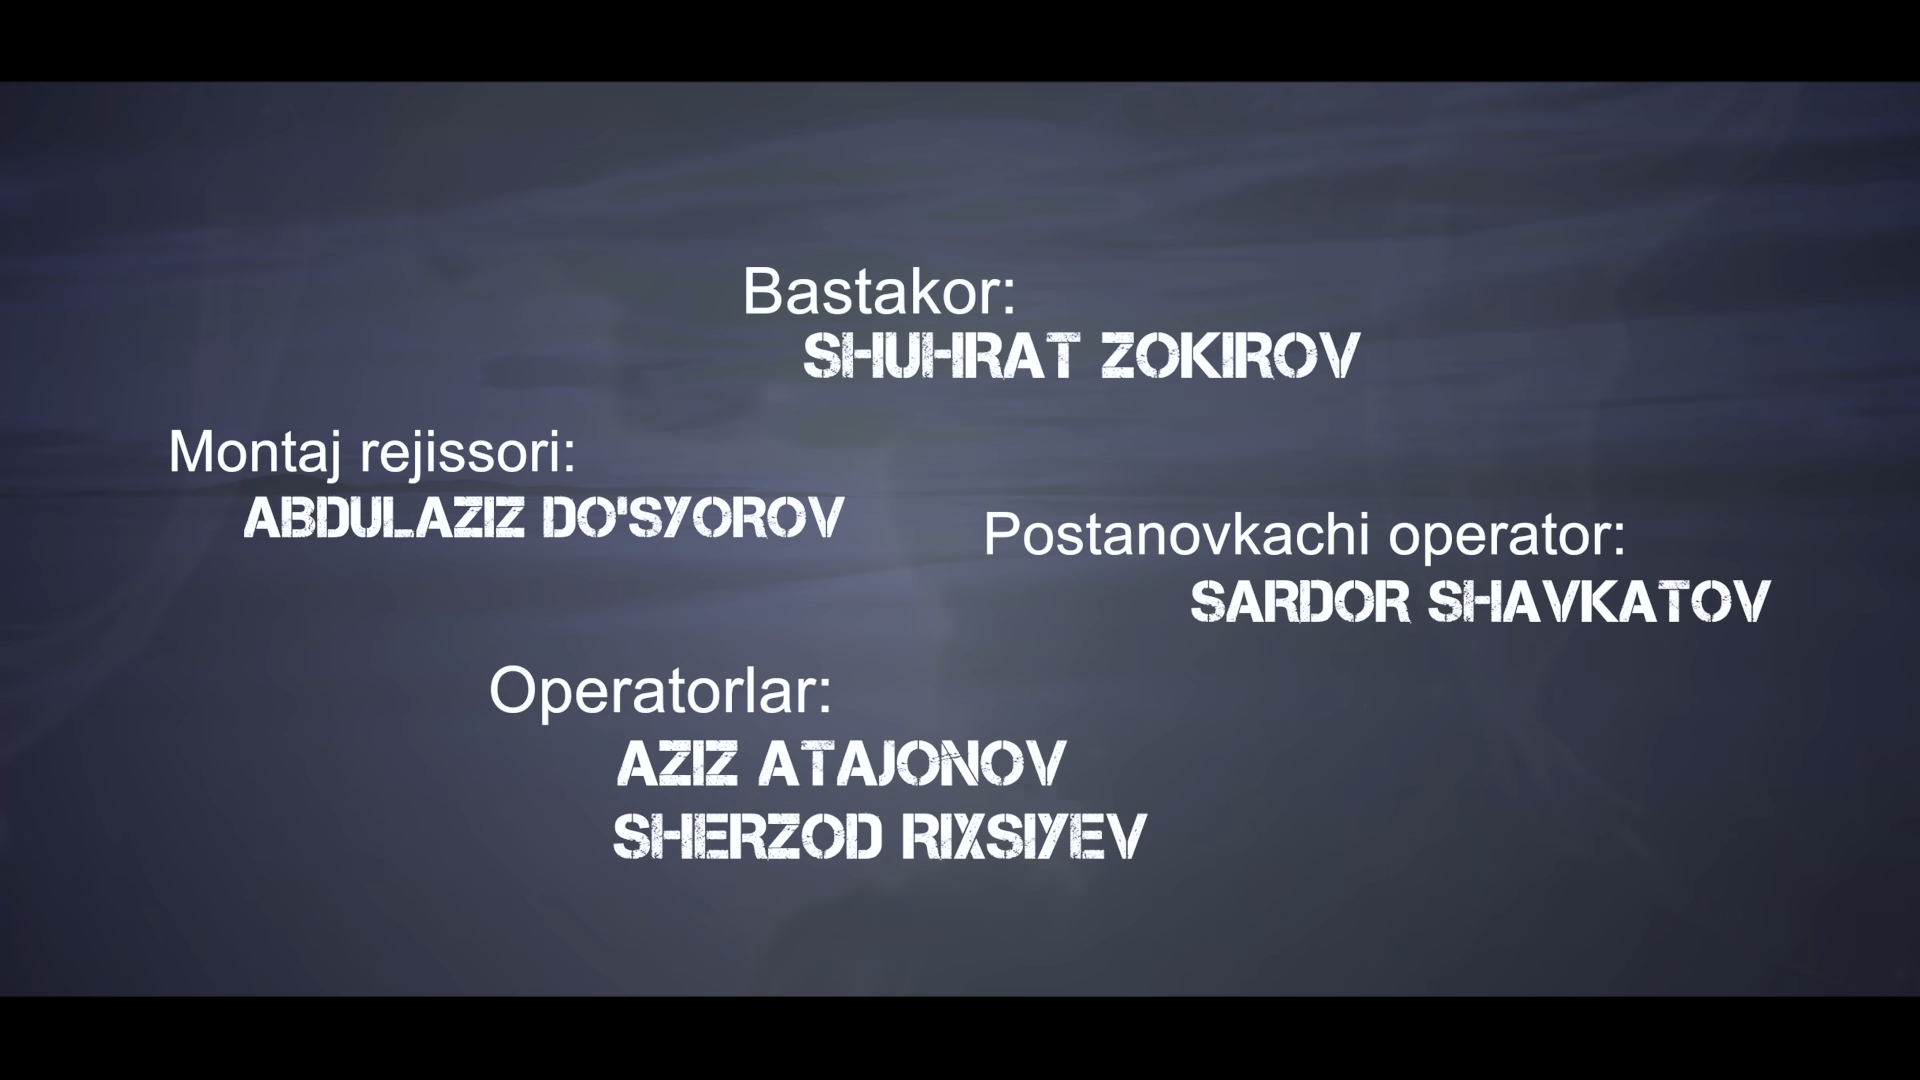 Bastakor:
SHUHRAT ZOKIROV
Montaj rejissori:
ABDULAZIZ DO'SYOROV
Postanovkachi operator:
SARDOR SHAVKATOV
Operatorlar:
AZIZ ATAJONOV
SHERZOD RIXSIYEV